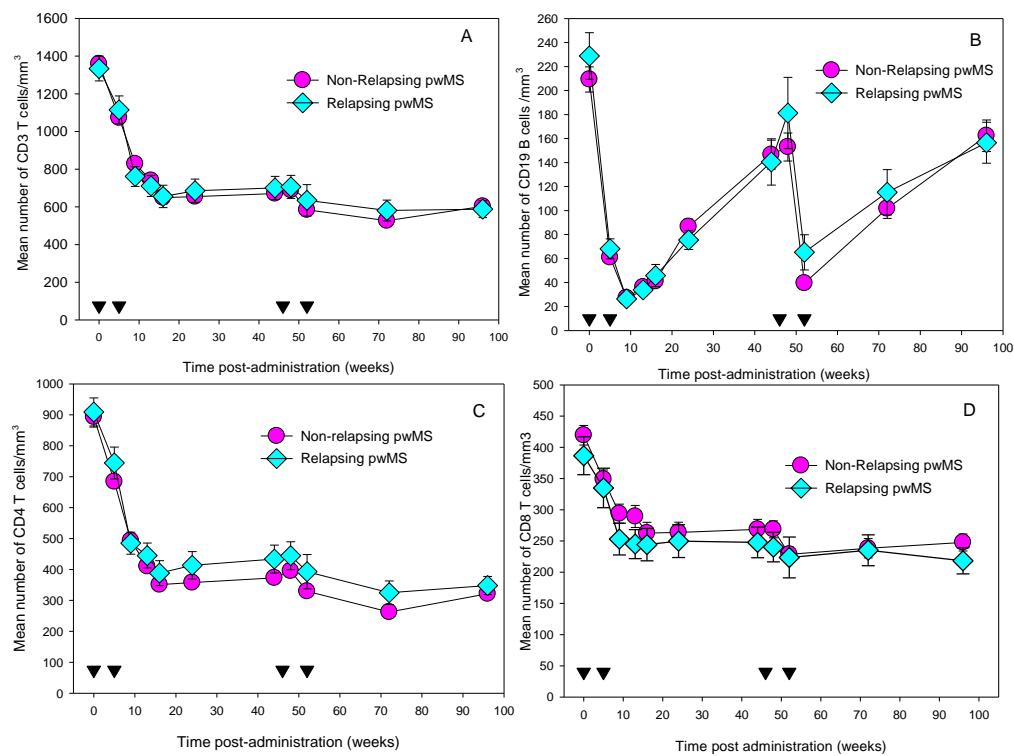 A
Mean number of CD3 T cells/mm3
1600
1400
1200
1000
800
600
400
200
0
Non-Relapsing pwMS
Relapsing pwMS
0 10 20 30 40 50 60 70 80 90 100
Time post-administration (weeks)
B
Mean number of CD19 B cells /mm3
260
240
220
200
180
160
140
120
100
80
60
40
20
0
Non-Relapsing pwMS
Relapsing pwMS
0 10 20 30 40 50 60 70 80 90 100
Time post-administration (weeks)
C
Mean number of CD4 T cells/mm3
1000
900
800
700
600
500
400
300
200
100
0
Non-relapsing pwMS
Relapsing pwMS
0 10 20 30 40 50 60 70 80 90 100
Time post-administration (weeks)
D
Mean number of CD8 T cells/mm3
500
450
400
350
300
250
200
150
100
50
0
Non-Relapsing pwMS
Relapsing pwMS
0 10 20 30 40 50 60 70 80 90 100
Time post administration (weeks)